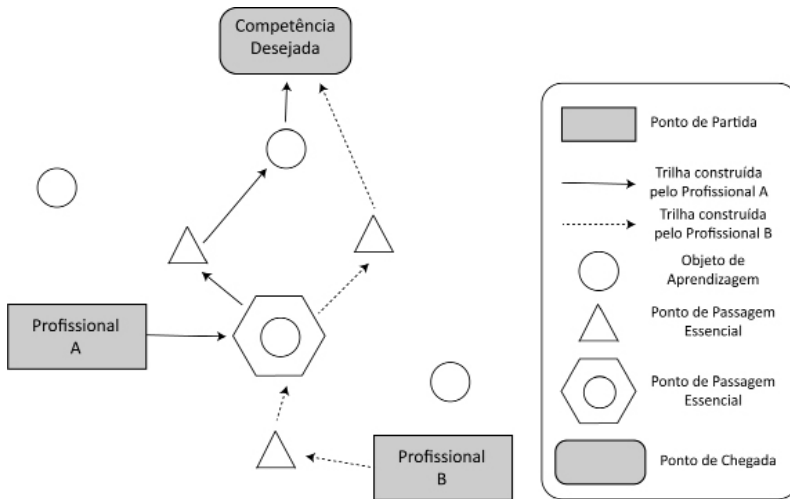 Competência
Desejada
Profissional
A
Profissional
B
Ponto de Partida
Trilha construída
pelo Profissional A
Trilha construída
pelo Profissional B
Objeto de
Aprendizagem
Ponto de Passagem
Essencial
Ponto de Passagem
Essencial
Ponto de Chegada